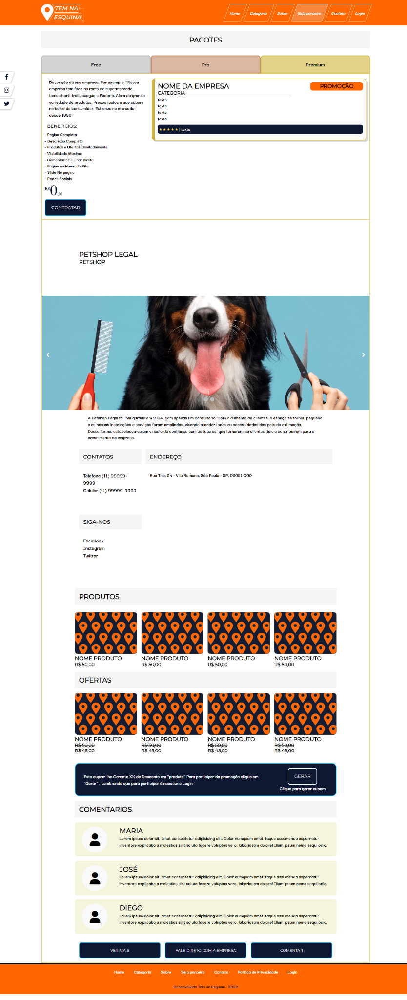 TEM NA
ESQUINA
Home
Categoria
Sobre
Seja parceiro
Contato
Login
PACOTES
Free
Pro
Premium
Descrição da sua empresa; Por exemplo: "Nossa
empresa tem foco no ramo de supermercado,
temos horti-fruit, acogue e Padaria, Alem da grande
variedade de produtos, Preços justos e que cabem
no bolso do consumidor. Estamos no mercado
desde 1999"
BENEFICIOS:
- Pagina Completa
- Descrição Completa
- Produtos e Ofertas Ilimitadamente
- Visibilidade Maxima
- Comentarios e Chat direto
- Pagina na Home do Site
- Slide Na pagina
- Redes Sociais
R$0,00
CONTRATAR
NOME DA EMPRESA
PROMOÇÃO
CATEGORIA
texto
texto
texto
texto
★ ★ ★ ★ ★ | texto
PETSHOP LEGAL
PETSHOP
A Petshop Legal foi inaugurada em 1994, com apenas um consultório. Com o aumento de clientes, o espaço se tornou pequeno
e as nossas instalações e serviços foram ampliados, visando atender todas as necessidades dos pets de estimação.
Dessa forma, estabeleceu-se um vínculo de confiança com os tutores, que tornaram-se clientes fiéis e contribuíram para o
crescimento da empresa.
CONTATOS
Telefone (11) 99999-
9999
Celular (11) 99999-9999
ENDEREÇO
Rua Tito, 54 - Vila Romana, São Paulo - SP, 05051-000
SIGA-NOS
Facebook
Instagram
Twitter
PRODUTOS
NOME PRODUTO
R$ 50,00
NOME PRODUTO
R$ 50,00
NOME PRODUTO
R$ 50,00
NOME PRODUTO
R$ 50,00
OFERTAS
NOME PRODUTO
R$ 50,00
R$ 45,00
NOME PRODUTO
R$ 50,00
R$ 45,00
NOME PRODUTO
R$ 50,00
R$ 45,00
NOME PRODUTO
R$ 50,00
R$ 45,00
Este cupom lhe Garante X% de Desconto em "produto" Para participar da promoção clique em
"Gerar" , Lembrando que para participar é necesario Login
GERAR
Clique para gerar cupom
COMENTARIOS
MARIA
Lorem ipsum dolor sit, amet consectetur adipisicing elit. Dolor numquam amet itaque assumenda aspernatur
inventore explicabo a molestias sint soluta facere voluptas vero, laboriosam dolore! Illum ipsum nemo sequi odio.
JOSÉ
Lorem ipsum dolor sit, amet consectetur adipisicing elit. Dolor numquam amet itaque assumenda aspernatur
inventore explicabo a molestias sint soluta facere voluptas vero, laboriosam dolore! Illum ipsum nemo sequi odio.
DIEGO
Lorem ipsum dolor sit, amet consectetur adipisicing elit. Dolor numquam amet itaque assumenda aspernatur
inventore explicabo a molestias sint soluta facere voluptas vero, laboriosam dolore! Illum ipsum nemo sequi odio.
VER MAIS
FALE DIRETO COM A EMPRESA
COMENTAR
Home
Categoria
Sobre
Seja parceiro
Contato
Politica de Privacidade
Login
Desenvolvido Tem na Esquina - 2022